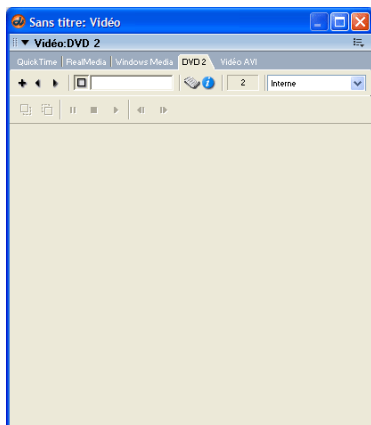 Sans titre: Vidéo
Vidéo:DVD 2
QuickTime RealMedia Windows Media DVD 2 Vidéo AVI
2 Interne